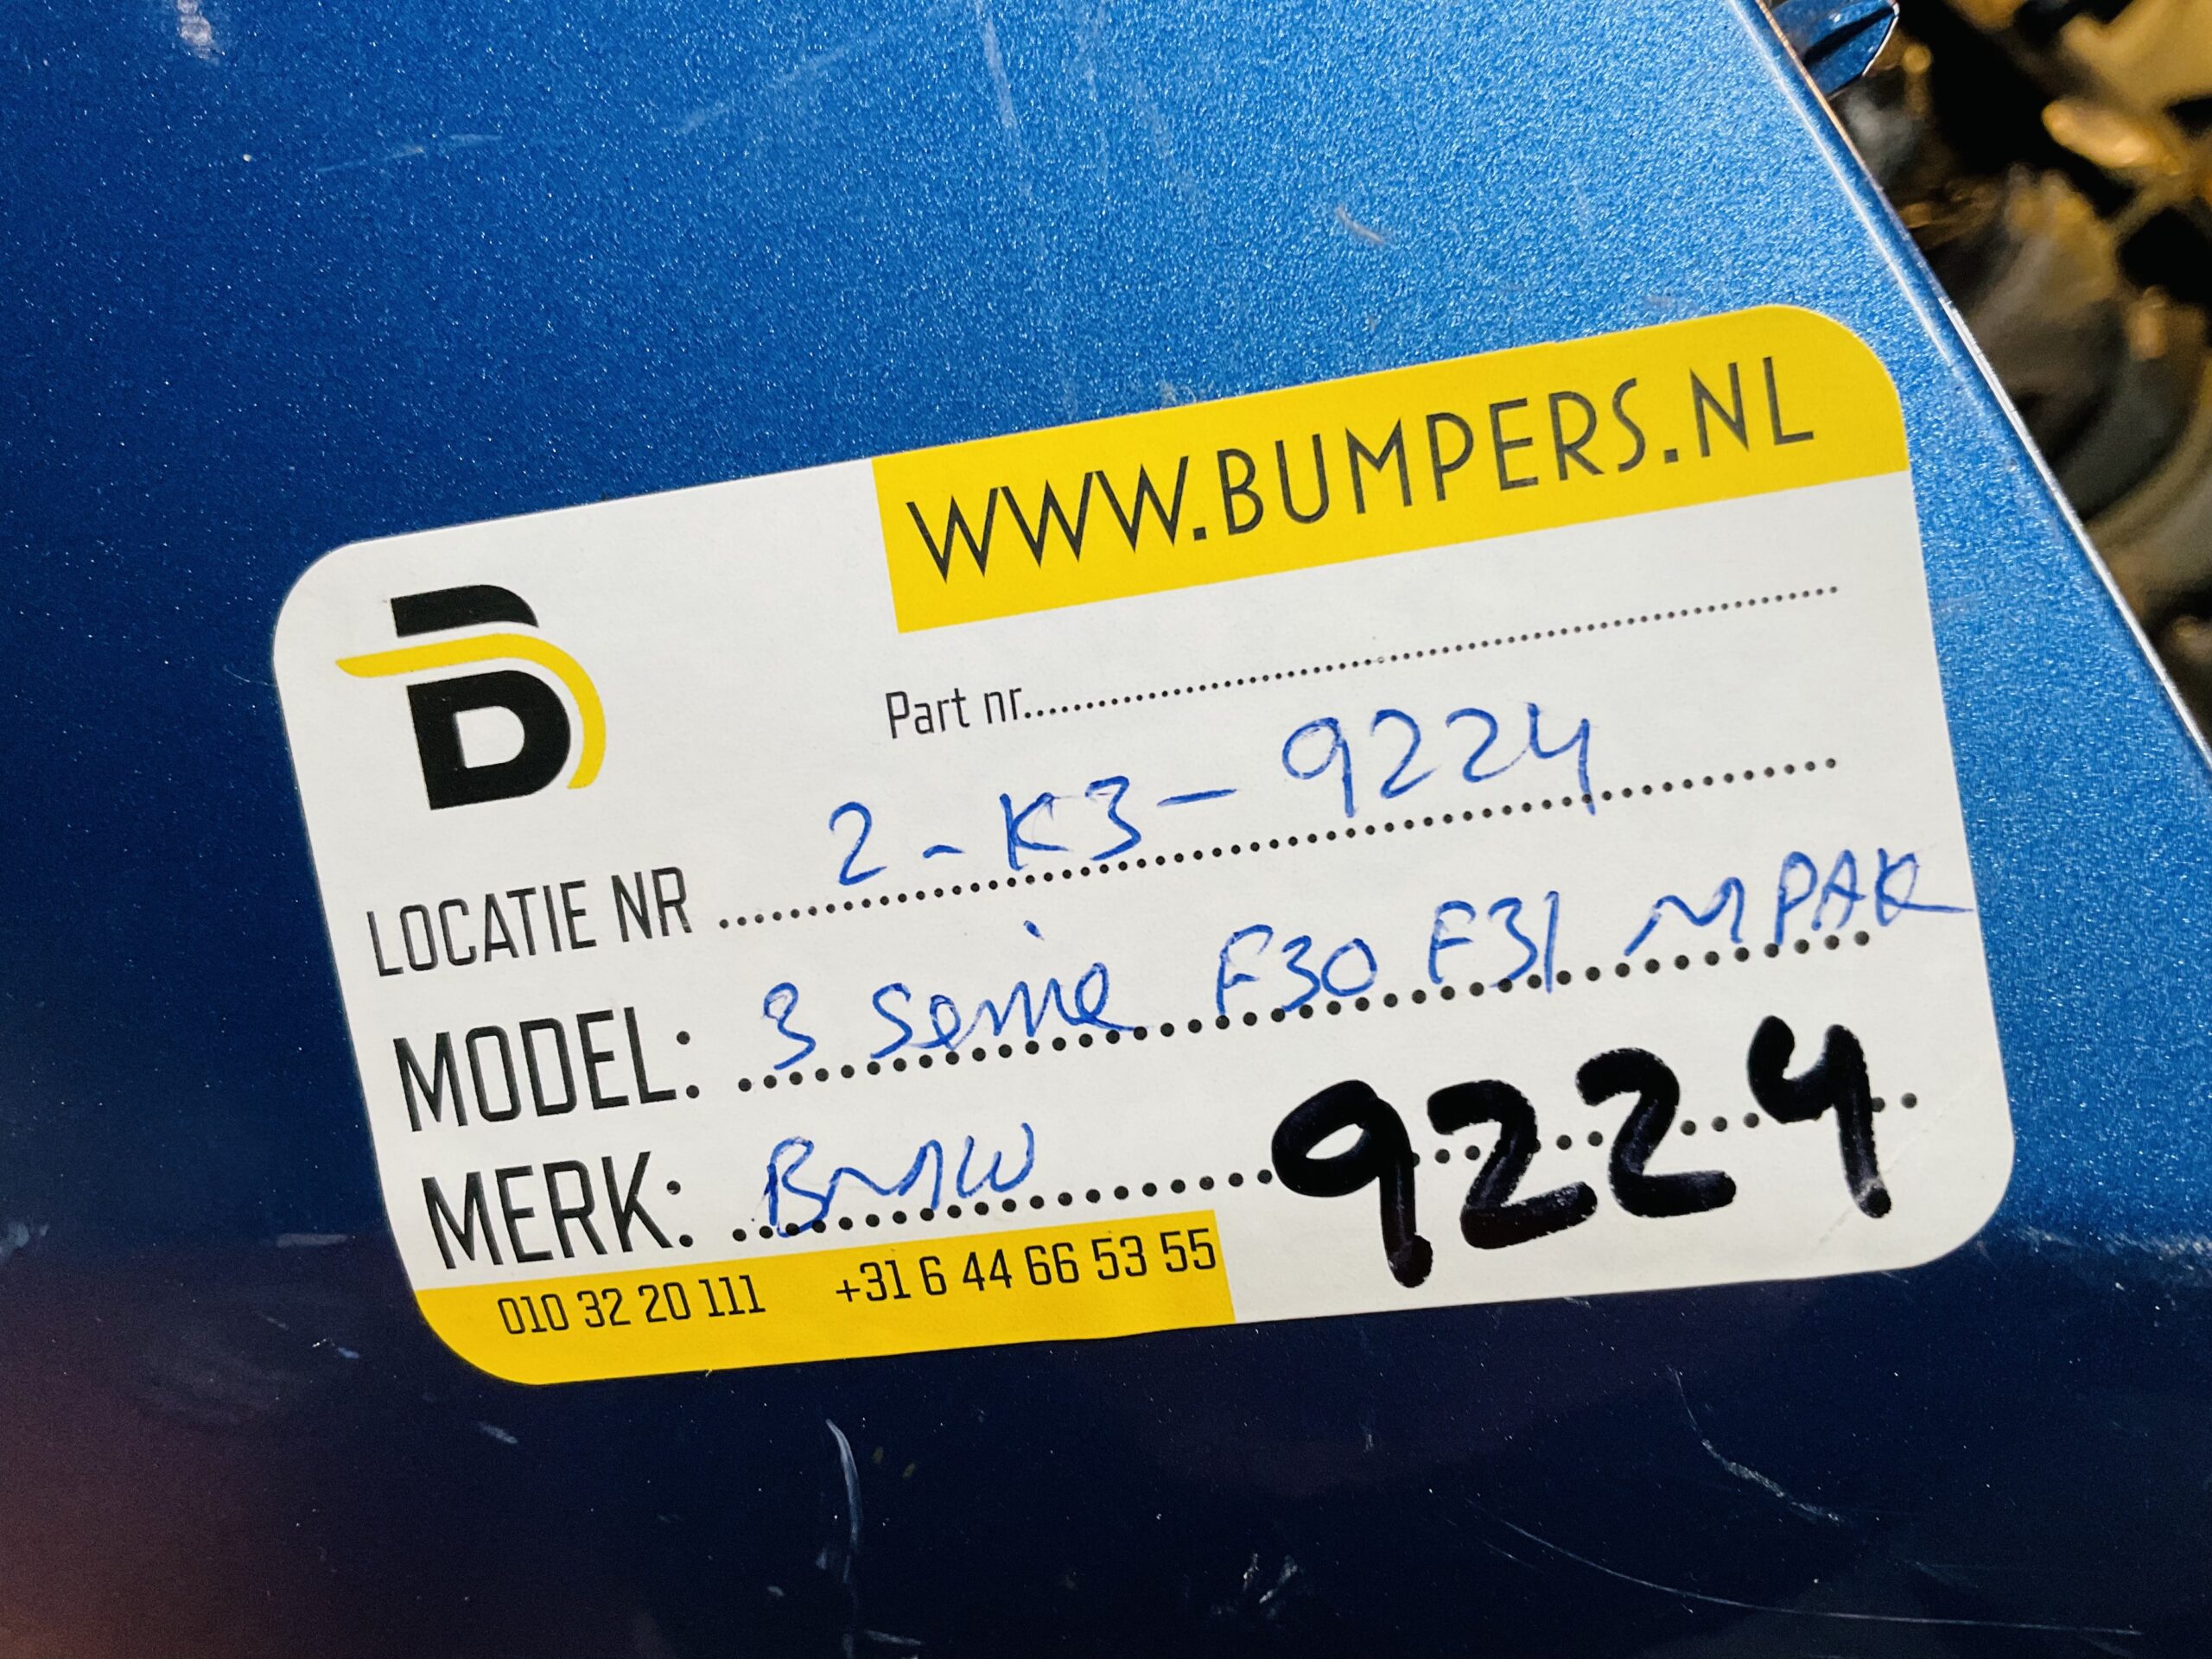 WWW.BUMPERS.NL
B
Part nr..............................
LOCATIE NR 2-K3-9224
MODEL: 3 Serie F30 F31 M PAK
MERK: BMW 9224
010 32 20 111 +31 6 44 66 53 55